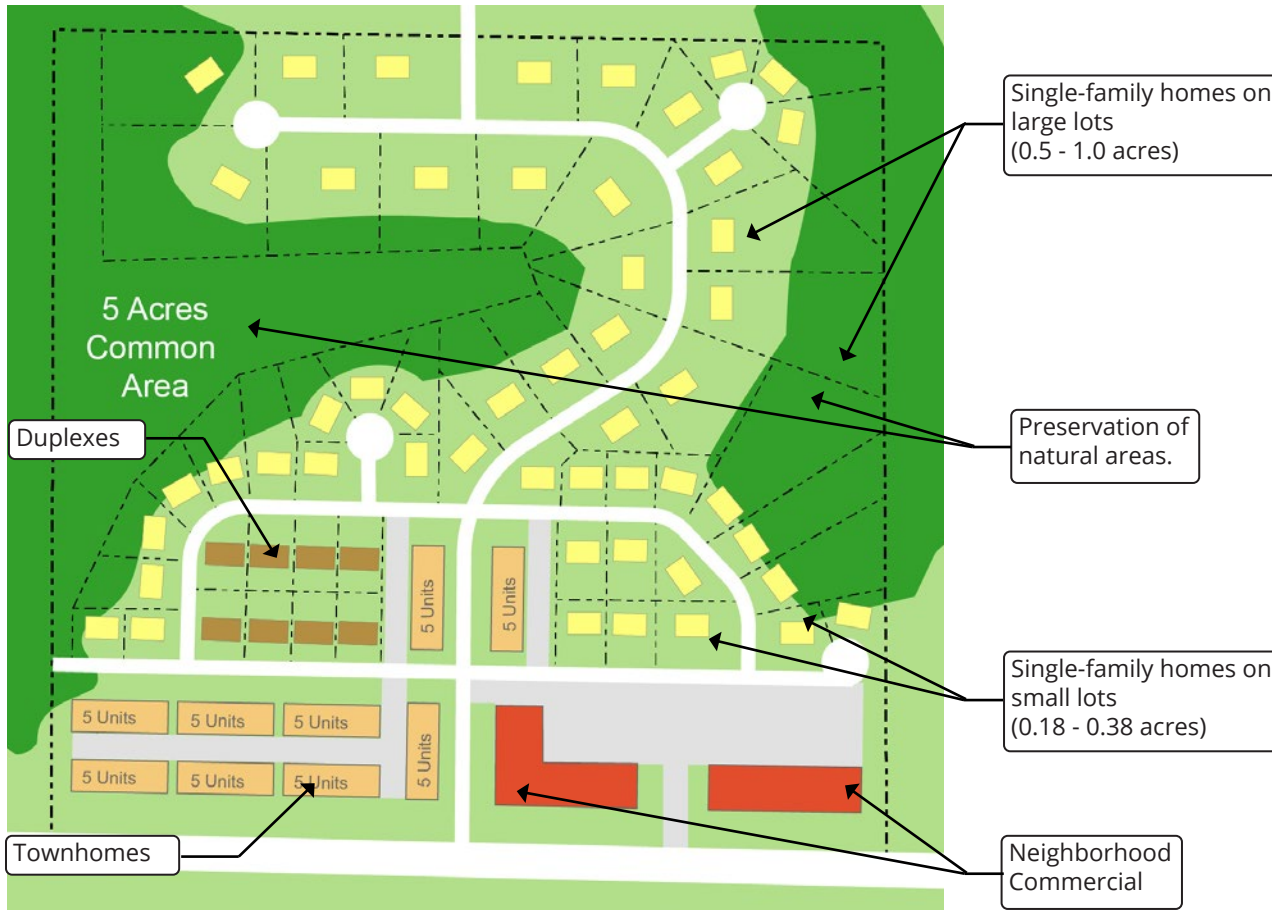 Single-family homes on
large lots
(0.5 - 1.0 acres)
5 Acres
Common
Area
Duplexes
Preservation of
natural areas.
5 Units
5 Units
Single-family homes on
small lots
(0.18 - 0.38 acres)
5 Units
5 Units
5 Units
5 Units
5 Units
5 Units
5 Units
Townhomes
Neighborhood
Commercial